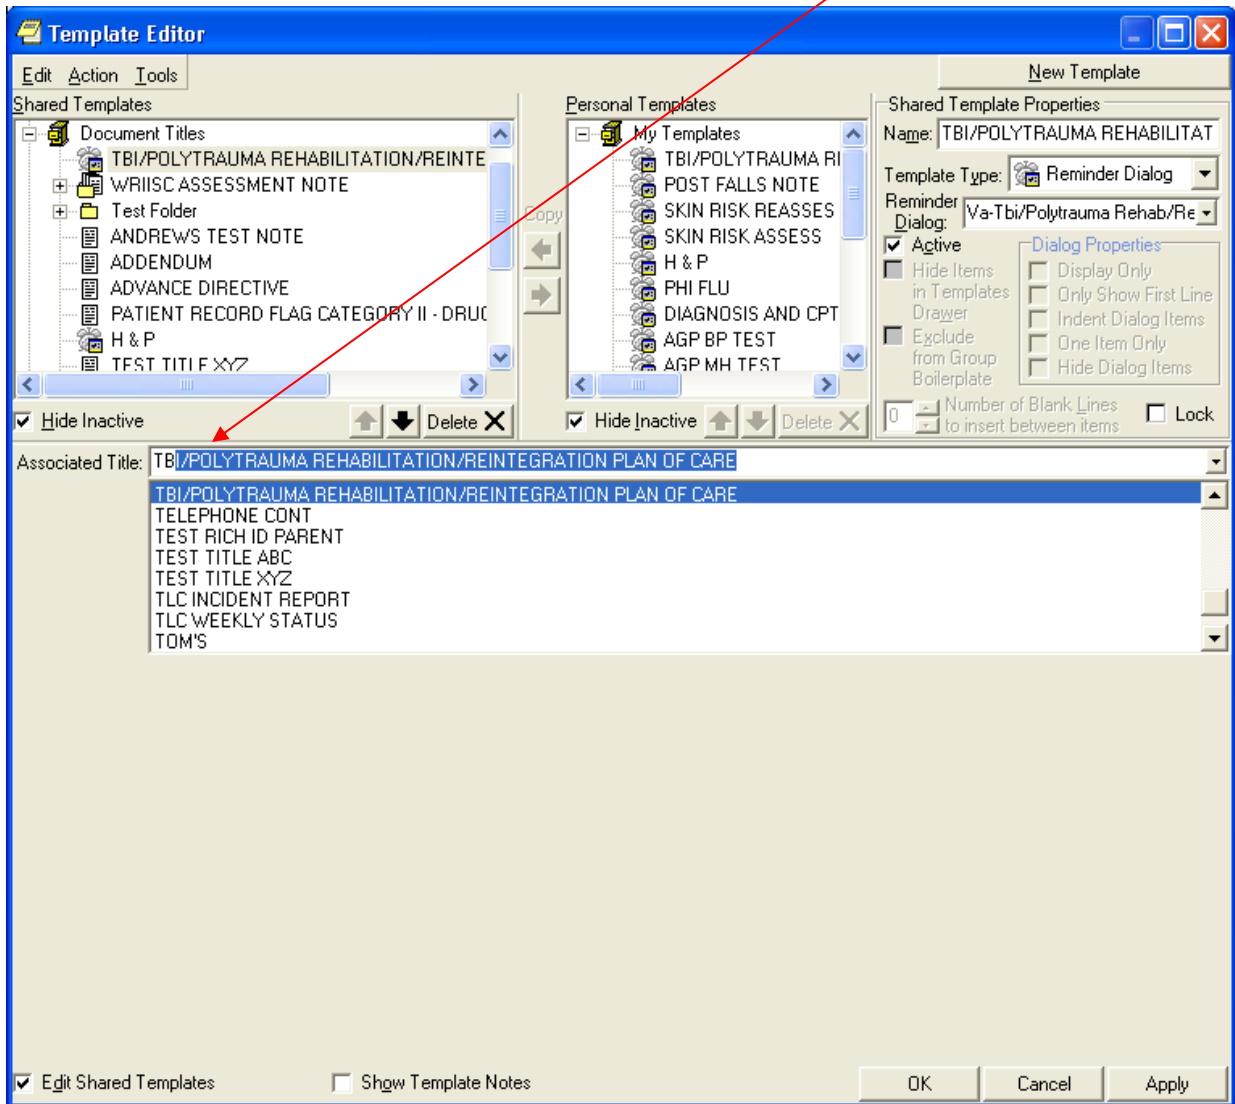 Template Editor
Edit Action Tools
New Template
Shared Templates
Document Titles
TBI/POLYTRAUMA REHABILITATION/REINTE
WRIISC ASSESSMENT NOTE
Test Folder
ANDREWS TEST NOTE
ADDENDUM
ADVANCE DIRECTIVE
PATIENT RECORD FLAG CATEGORY II - DRUG
H & P
TEST TITLE XYZ
Hide Inactive
Delete
Copy
Personal Templates
My Templates
TBI/POLYTRAUMA RI
POST FALLS NOTE
SKIN RISK REASSES
SKIN RISK ASSESS
H & P
PHI FLU
DIAGNOSIS AND CPT
AGP BP TEST
AGP MH TEST
Hide Inactive
Delete
Shared Template Properties
Name: TBI/POLYTRAUMA REHABILITAT
Template Type: Reminder Dialog
Reminder Dialog: Va-Tbi/Polytrauma Rehab/Re
Active
Hide Items
in Templates
Drawer
Exclude
from Group
Boilerplate
Dialog Properties
Display Only
Only Show First Line
Indent Dialog Items
One Item Only
Hide Dialog Items
0 Number of Blank Lines
to insert between items
Lock
Associated Title: TBI/POLYTRAUMA REHABILITATION/REINTEGRATION PLAN OF CARE
TBI/POLYTRAUMA REHABILITATION/REINTEGRATION PLAN OF CARE
TELEPHONE CONT
TEST RICH ID PARENT
TEST TITLE ABC
TEST TITLE XYZ
TLC INCIDENT REPORT
TLC WEEKLY STATUS
TOM'S
Edit Shared Templates
Show Template Notes
OK
Cancel
Apply